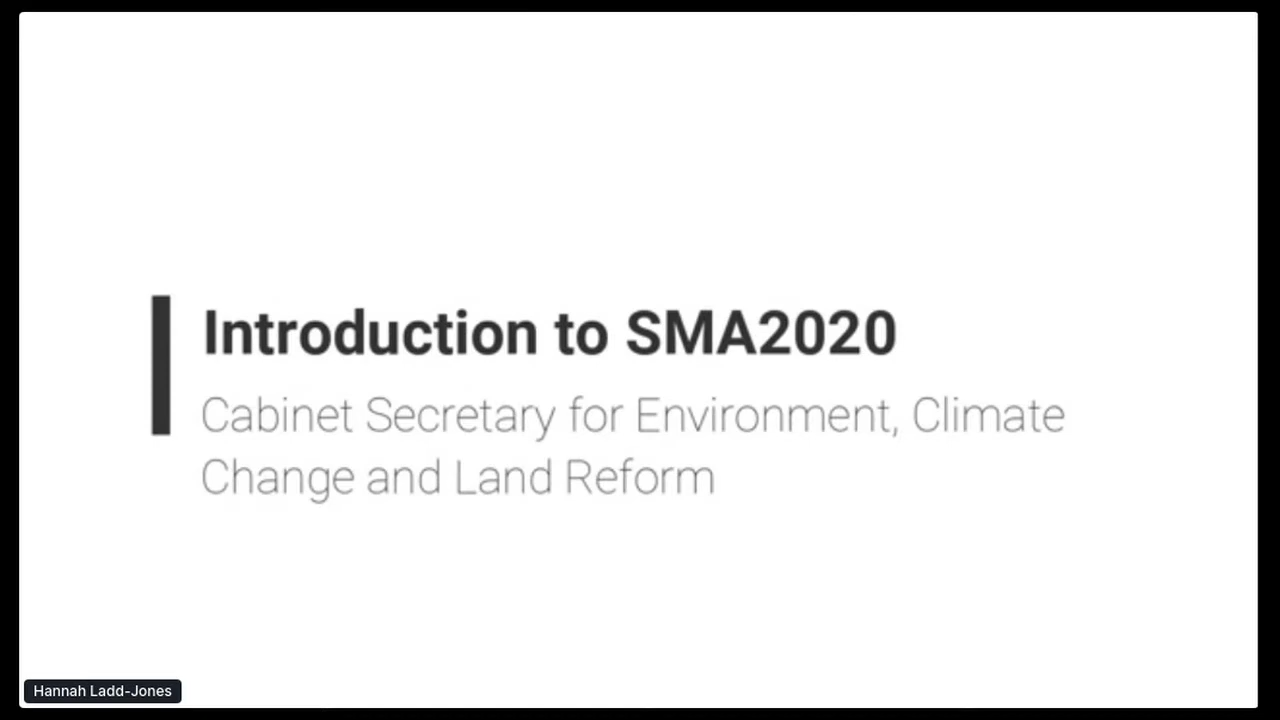 Introduction to SMA2020
Cabinet Secretary for Environment, Climate
Change and Land Reform
Hannah Ladd-Jones